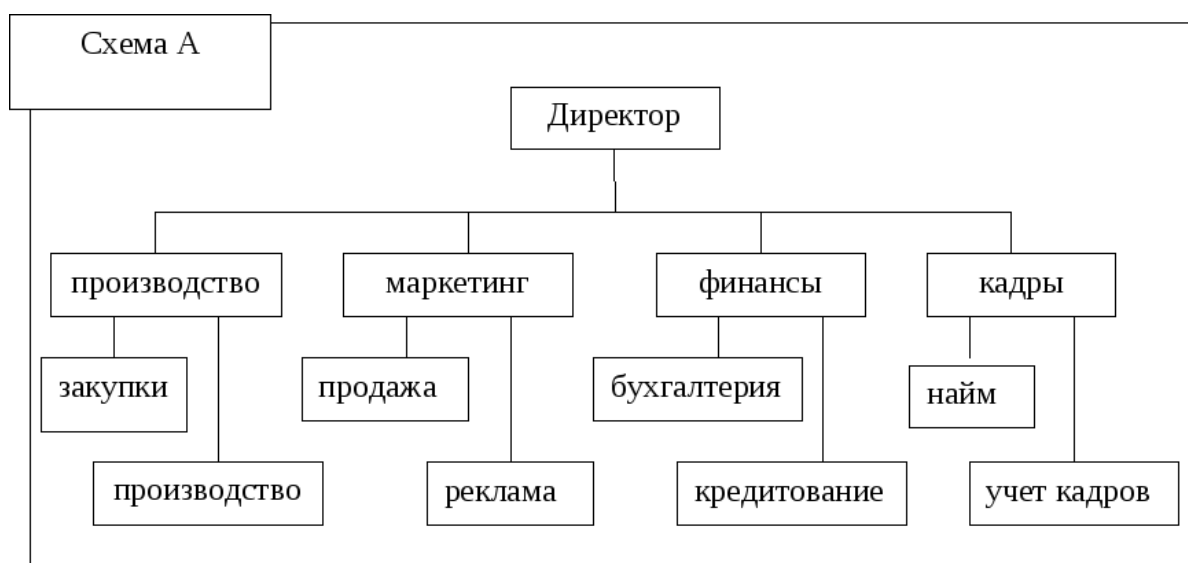 Схема А
Директор
производство
маркетинг
финансы
кадры
закупки
продажа
бухгалтерия
найм
производство
реклама
кредитование
учет кадров